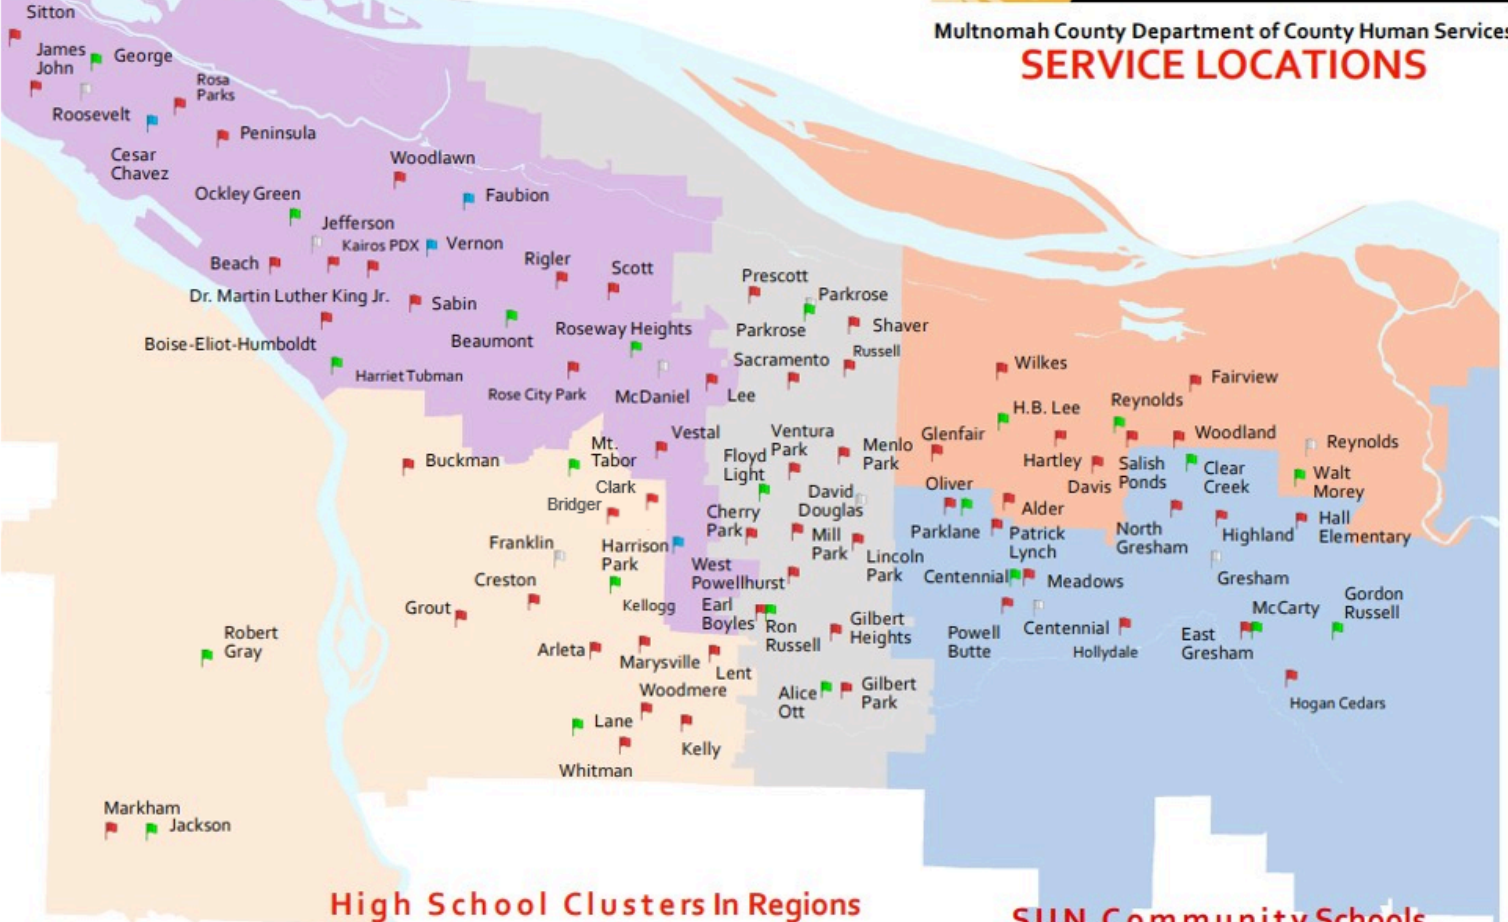 Multnomah County Department of County Human Services
SERVICE LOCATIONS
Sitton
James
John
George
Rosa
Parks
Roosevelt
Peninsula
Cesar
Chavez
Woodlawn
Ockley Green
Faubion
Jefferson
Kairos PDX
Vernon
Beach
Rigler
Scott
Dr. Martin Luther King Jr.
Sabin
Boise-Eliot-Humboldt
Beaumont
Roseway Heights
Harriet Tubman
Rose City Park
McDaniel
Lee
Prescott
Parkrose
Parkrose
Shaver
Sacramento
Russell
Wilkes
Fairview
H.B. Lee
Reynolds
Buckman
Mt.
Tabor
Vestal
Ventura
Park
Menlo
Park
Floyd
Light
Glenfair
Hartley
Woodland
Reynolds
Salish
Ponds
Clear
Creek
Walt
Morey
Davis
Clark
Bridger
David
Douglas
Oliver
Alder
Cherry
Park
Mill
Park
Parklane
Patrick
Lynch
North
Gresham
Highland
Hall
Elementary
Franklin
Harrison
Park
Lincoln
Park
West
Powellhurst
Centennial
Meadows
Gresham
Creston
Kellogg
Grout
Earl
Boyles
Ron
Russell
Gilbert
Heights
Powell
Butte
Centennial
Hollydale
McCarty
Gordon
Russell
East
Gresham
Robert
Gray
Arleta
Marysville
Lent
Woodmere
Alice
Ott
Gilbert
Park
Hogan Cedars
Lane
Kelly
Whitman
Markham
Jackson
High School Clusters In Regions
SUN Community Schools